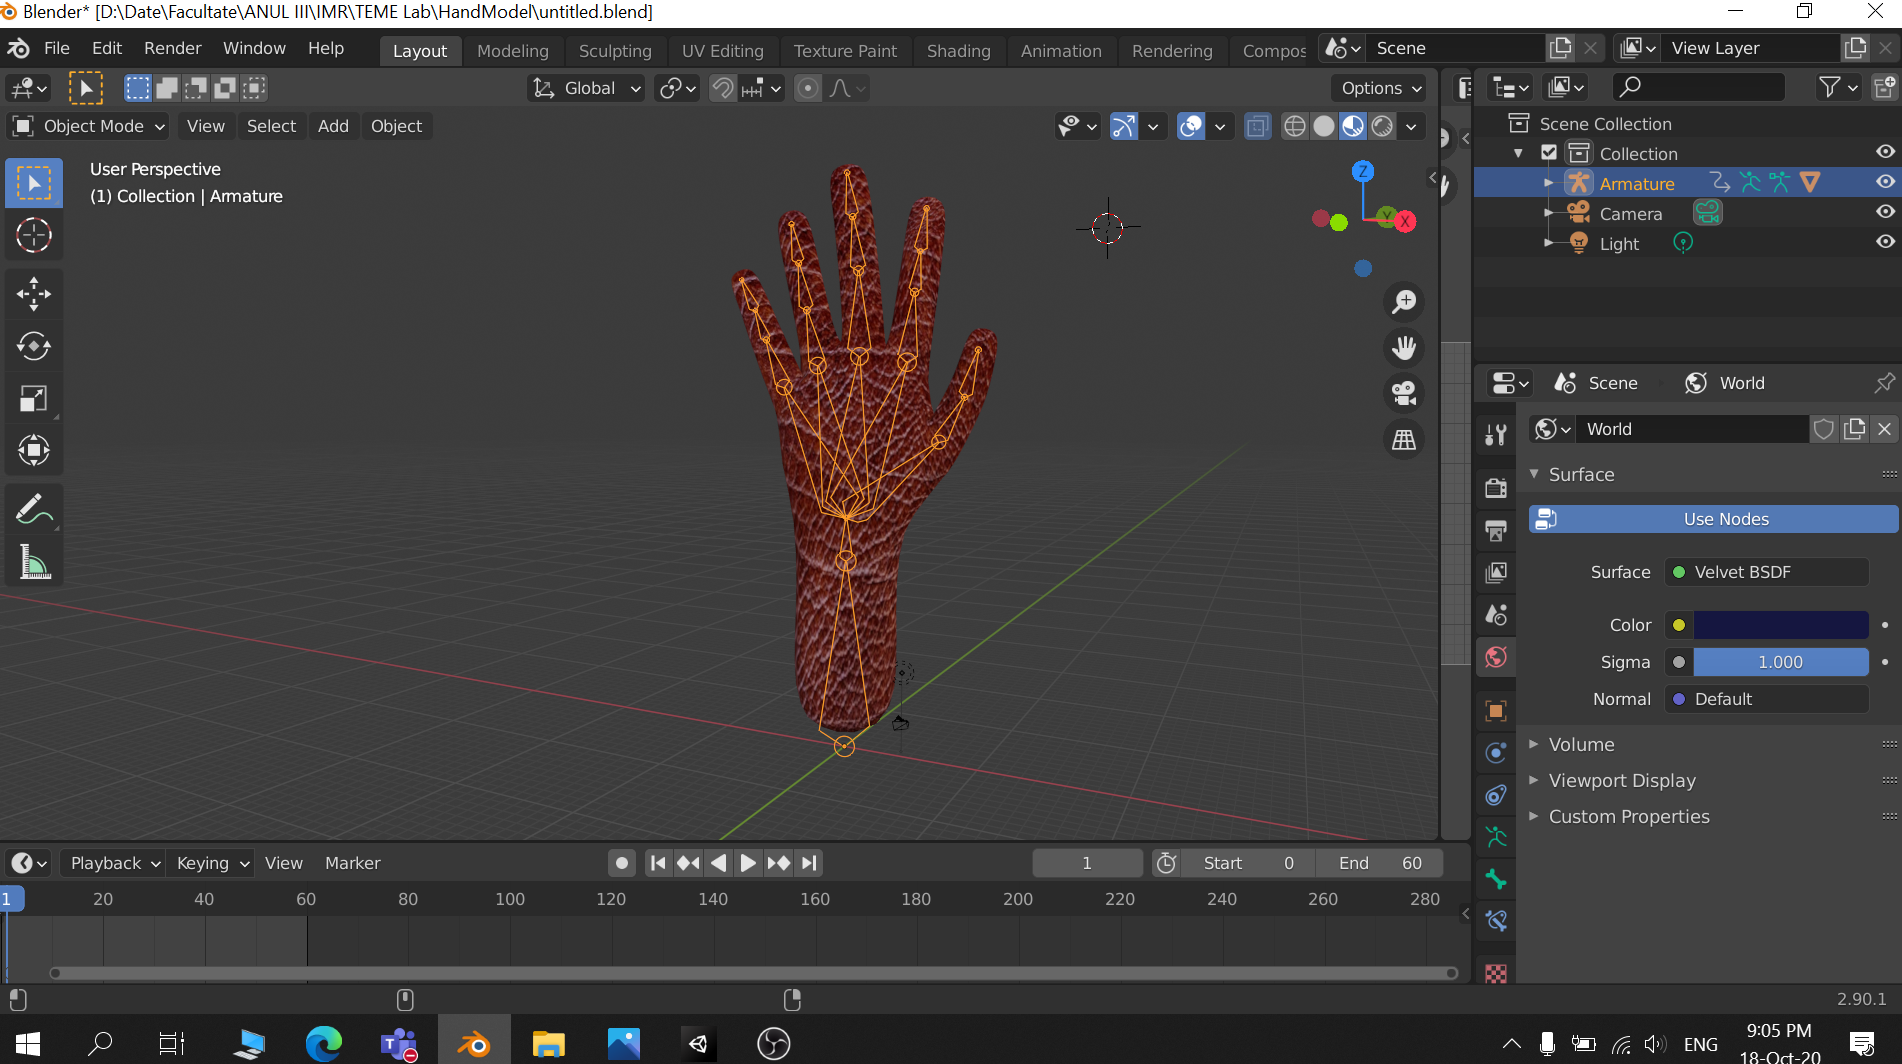 Blender* [D:\Date\Facultate\ANUL III\IMR\TEME Lab\HandModel\untitled.blend]
File Edit Render Window Help Layout Modeling Sculpting UV Editing Texture Paint Shading Animation Rendering Compos Scene View Layer
Global Options
Object Mode View Select Add Object
User Perspective
(1) Collection | Armature
Z
Y
X
Scene Collection
Collection
Armature
Camera
Light
Scene World
World
Surface
Use Nodes
Surface Velvet BSDF
Color
Sigma 1.000
Normal Default
Volume
Viewport Display
Custom Properties
Playback Keying View Marker 1 Start 0 End 60
1 20 40 60 80 100 120 140 160 180 200 220 240 260 280
2.90.1
ENG 9:05 PM
18-Oct-20